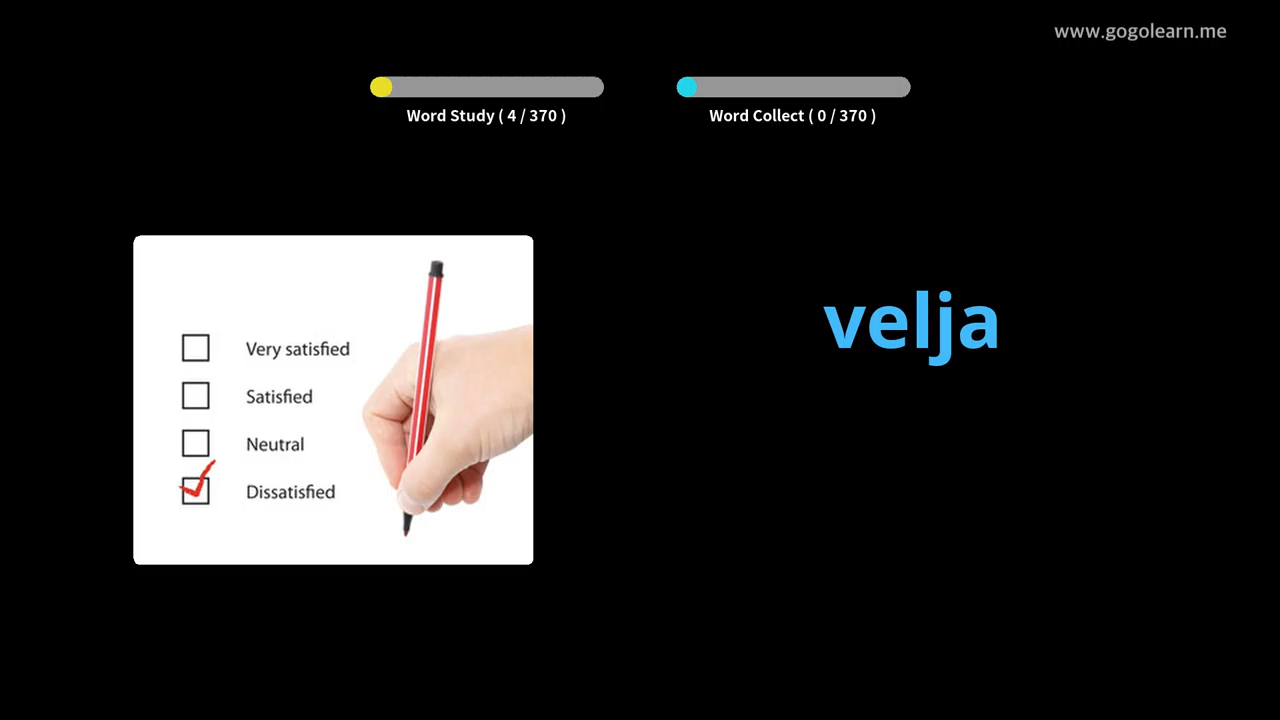 www.gogolearn.me
Word Study ( 4 / 370 )
Word Collect ( 0 / 370 )
velja
Very satisfied
Satisfied
Neutral
Dissatisfied